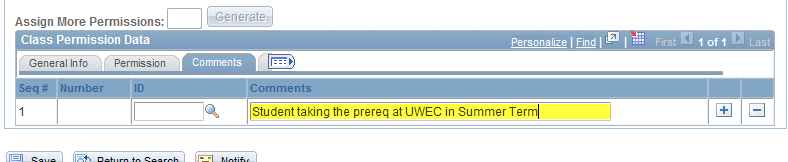 Assign More Permissions: Generate
Class Permission Data Personalize | Find | | First 1 of 1 Last
General Info Permission Comments
Seq # Number ID Comments
1 Student taking the prereq at UWEC in Summer Term
Save Return to Search Notify